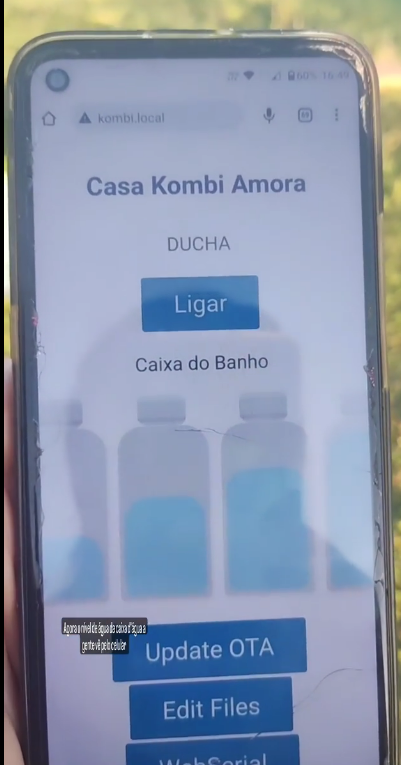 60% 16:49
kombi.local
Casa Kombi Amora
DUCHA
Ligar
Caixa do Banho
Agora o nível de água da caixa d'água a
gente vê pelo celular
Update OTA
Edit Files
WebSerial